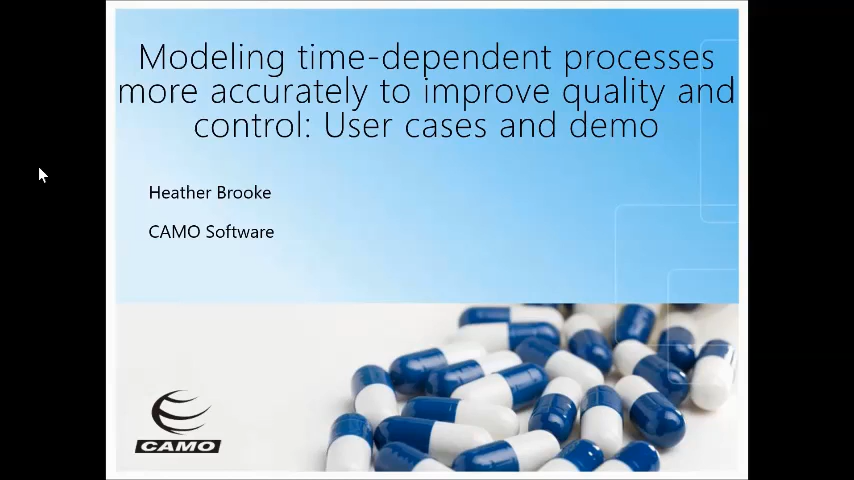 Modeling time-dependent processes
more accurately to improve quality and
control: User cases and demo
Heather Brooke
CAMO Software
CAMO